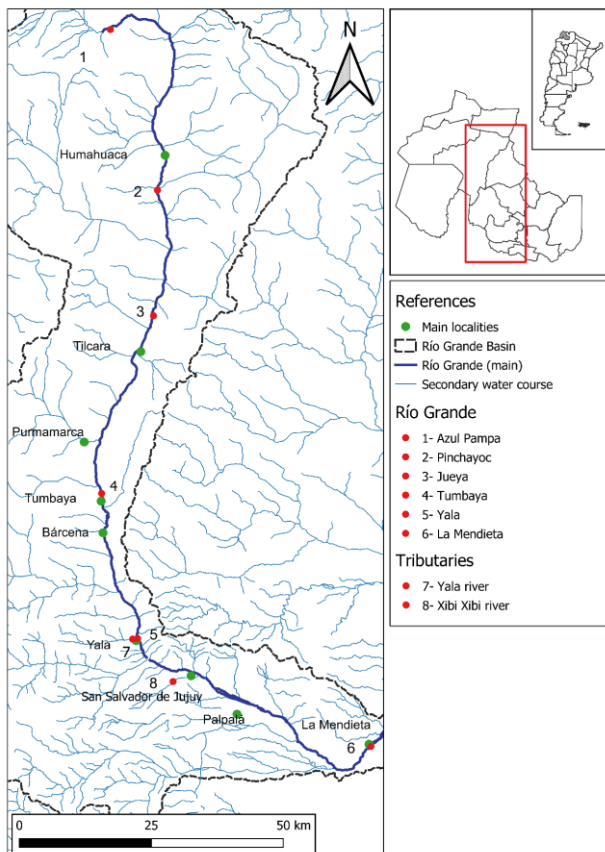 N
1
Humahuaca
2
3
Tilcara
Purmamarca
4
Tumbaya
Bárcena
5
Yala
7
8
San Salvador de Jujuy
Palpalá
La Mendieta
6
0 25 50 km
References
Main localities
Río Grande Basin
Río Grande (main)
Secondary water course
Río Grande
1- Azul Pampa
2- Pinchayoc
3- Jueya
4- Tumbaya
5- Yala
6- La Mendieta
Tributaries
7- Yala river
8- Xibi Xibi river